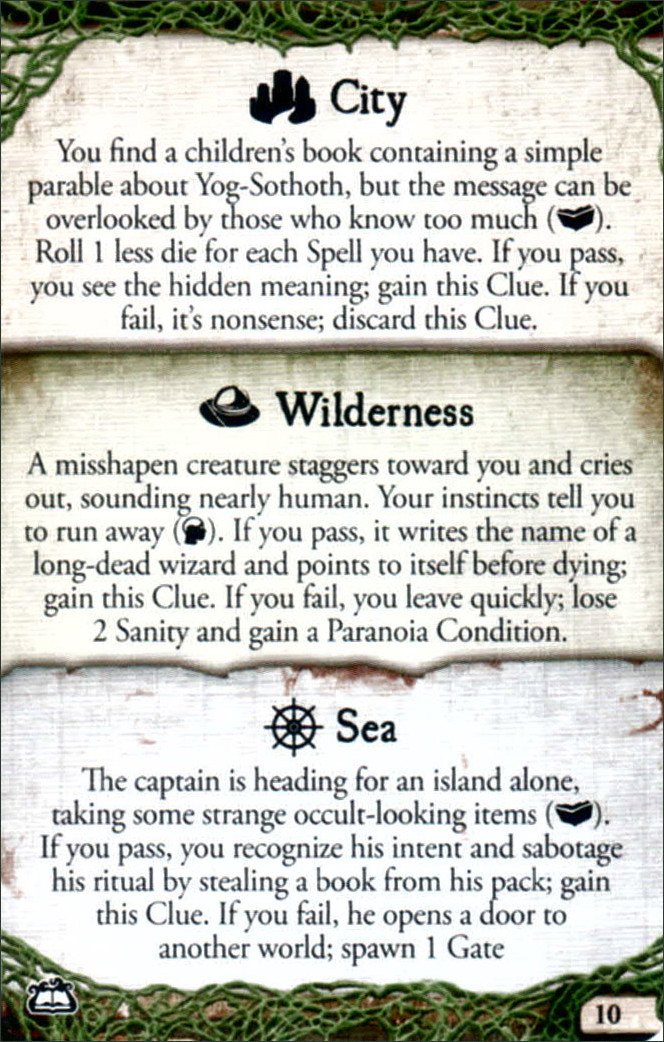 City
You find a children's book containing a simple
parable about Yog-Sothoth, but the message can be
overlooked by those who know too much ( ).
Roll 1 less die for each Spell you have. If you pass,
you see the hidden meaning; gain this Clue. If you
fail, it's nonsense; discard this Clue.
Wilderness
A misshapen creature staggers toward you and cries
out, sounding nearly human. Your instincts tell you
to run away ( ). If you pass, it writes the name of a
long-dead wizard and points to itself before dying;
gain this Clue. If you fail, you leave quickly; lose
2 Sanity and gain a Paranoia Condition.
Sea
The captain is heading for an island alone,
taking some strange occult-looking items ( ).
If you pass, you recognize his intent and sabotage
his ritual by stealing a book from his pack; gain
this Clue. If you fail, he opens a door to
another world; spawn 1 Gate
10